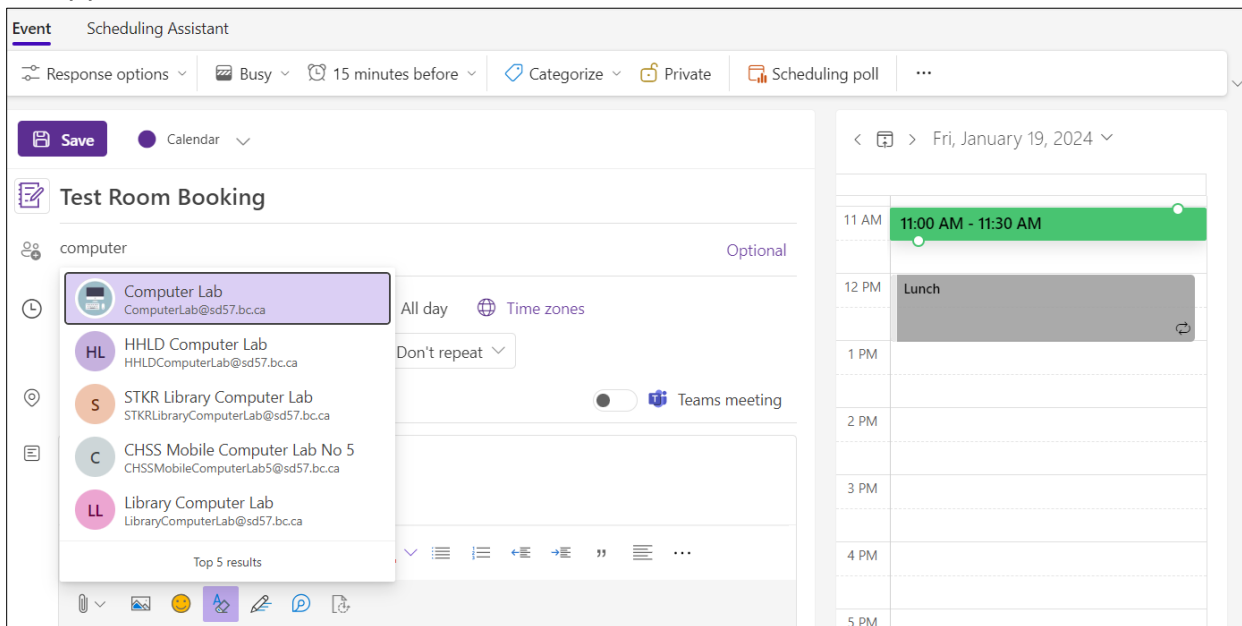 Event Scheduling Assistant
Response options Busy 15 minutes before Categorize Private Scheduling poll ...
Save Calendar
Fri, January 19, 2024
Test Room Booking
computer Optional
Computer Lab
ComputerLab@sd57.bc.ca
HL HHLD Computer Lab
HHLDComputerLab@sd57.bc.ca
S STKR Library Computer Lab
STKRLibraryComputerLab@sd57.bc.ca
C CHSS Mobile Computer Lab No 5
CHSSMobileComputerLab5@sd57.bc.ca
LL Library Computer Lab
LibraryComputerLab@sd57.bc.ca
Top 5 results
All day Time zones
Don't repeat
Teams meeting
11 AM 11:00 AM - 11:30 AM
12 PM Lunch
1 PM
2 PM
3 PM
4 PM
5 PM